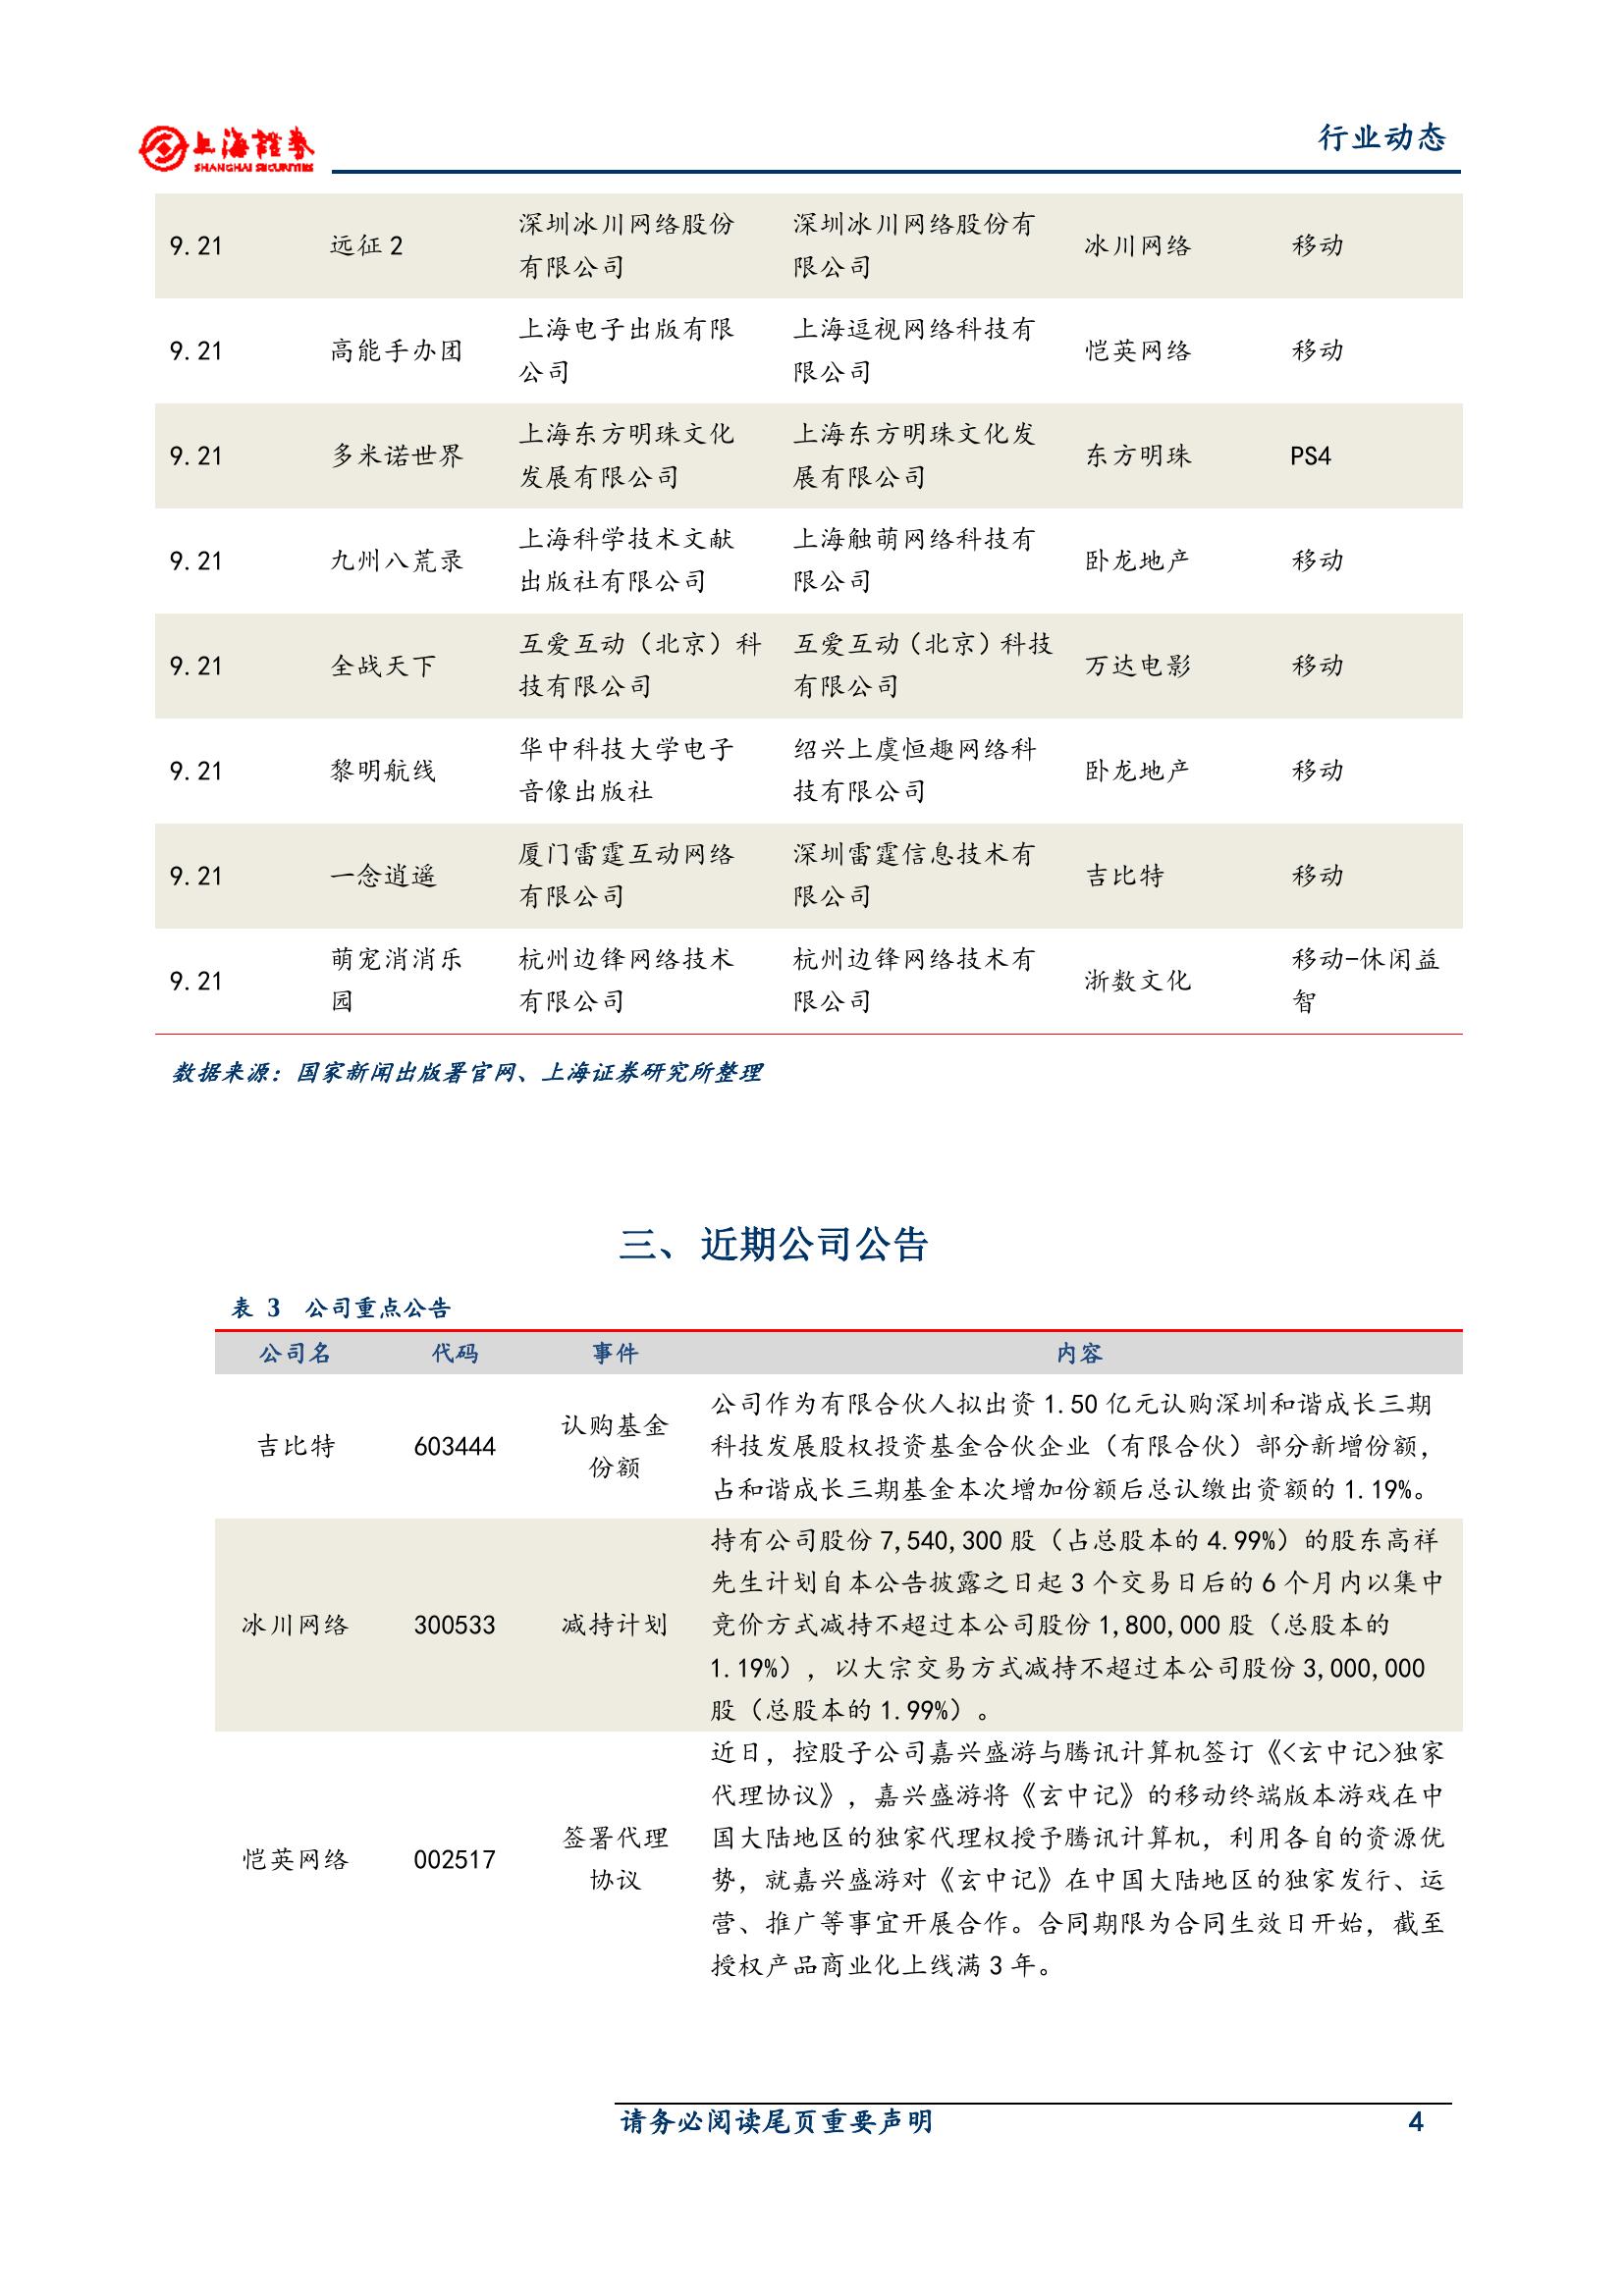 上海證券
SHANGHAI SECURITIES
行业动态
9.21 远征2 深圳冰川网络股份 深圳冰川网络股份有 冰川网络 移动
有限公司 限公司
9.21 高能手办团 上海电子出版有限 上海逗视网络科技有 恺英网络 移动
公司 限公司
9.21 多米诺世界 上海东方明珠文化 上海东方明珠文化发 东方明珠 PS4
发展有限公司 展有限公司
9.21 九州八荒录 上海科学技术文献 上海触萌网络科技有 卧龙地产 移动
出版社有限公司 限公司
9.21 全战天下 互爱互动（北京）科 互爱互动（北京）科技 万达电影 移动
技有限公司 有限公司
9.21 黎明航线 华中科技大学电子 绍兴上虞恒趣网络科 卧龙地产 移动
音像出版社 技有限公司
9.21 一念逍遥 厦门雷霆互动网络 深圳雷霆信息技术有 吉比特 移动
有限公司 限公司
9.21 萌宠消消乐 杭州边锋网络技术 杭州边锋网络技术有 浙数文化 移动-休闲益
园 有限公司 限公司 智
数据来源：国家新闻出版署官网、上海证券研究所整理
三、近期公司公告
表 3 公司重点公告
公司名 代码 事件 内容
吉比特 603444 认购基金
份额
公司作为有限合伙人拟出资 1.50 亿元认购深圳和谐成长三期
科技发展股权投资基金合伙企业（有限合伙）部分新增份额，
占和谐成长三期基金本次增加份额后总认缴出资额的 1.19%。
冰川网络 300533 减持计划
持有公司股份 7,540,300 股（占总股本的 4.99%）的股东高祥
先生计划自本公告披露之日起 3 个交易日后的 6 个月内以集中
竞价方式减持不超过本公司股份 1,800,000 股（总股本的
1.19%），以大宗交易方式减持不超过本公司股份 3,000,000
股（总股本的 1.99%）。
恺英网络 002517 签署代理
协议
近日，控股子公司嘉兴盛游与腾讯计算机签订《<玄中记>独家
代理协议》，嘉兴盛游将《玄中记》的移动终端版本游戏在中
国大陆地区的独家代理权授予腾讯计算机，利用各自的资源优
势，就嘉兴盛游对《玄中记》在中国大陆地区的独家发行、运
营、推广等事宜开展合作。合同期限为合同生效日开始，截至
授权产品商业化上线满 3 年。
请务必阅读尾页重要声明 4